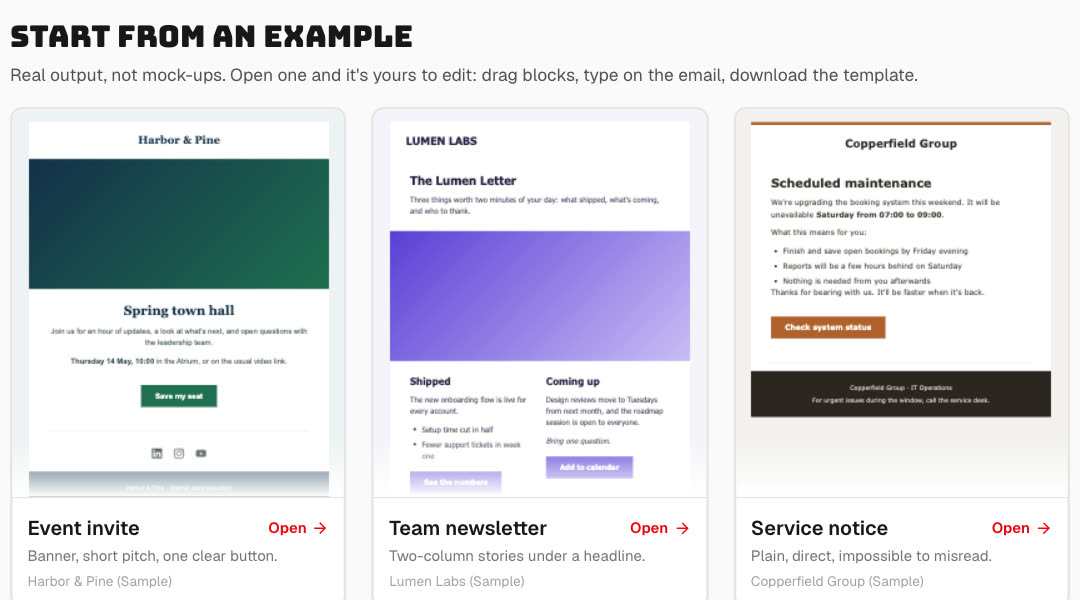 START FROM AN EXAMPLE
Real output, not mock-ups. Open one and it's yours to edit: drag blocks, type on the email, download the template.
Harbor & Pine
Spring town hall
Join us for an hour of updates, a look at what's next, and open questions with
the leadership team.
Thursday 14 May, 10:00 in the Atrium, or on the usual video link.
Save my seat
Event invite
Open →
Banner, short pitch, one clear button.
Harbor & Pine (Sample)
LUMEN LABS
The Lumen Letter
Three things worth two minutes of your day: what shipped, what's coming,
and who to thank.
Shipped
The new onboarding flow is live for
every account.
• Setup time cut in half
• Fewer support tickets in week
one
See the numbers
Coming up
Design reviews move to Tuesdays
from next month, and the roadmap
session is open to everyone.
Bring one question.
Add to calendar
Team newsletter
Open →
Two-column stories under a headline.
Lumen Labs (Sample)
Copperfield Group
Scheduled maintenance
We're upgrading the booking system this weekend. It will be
unavailable Saturday from 07:00 to 09:00.
What this means for you:
• Finish and save open bookings by Friday evening
• Reports will be a few hours behind on Saturday
• Nothing is needed from you afterwards
Thanks for bearing with us. It'll be faster when it's back.
Check system status
Copperfield Group - IT Operations
For urgent issues during the window, call the service desk.
Service notice
Open →
Plain, direct, impossible to misread.
Copperfield Group (Sample)